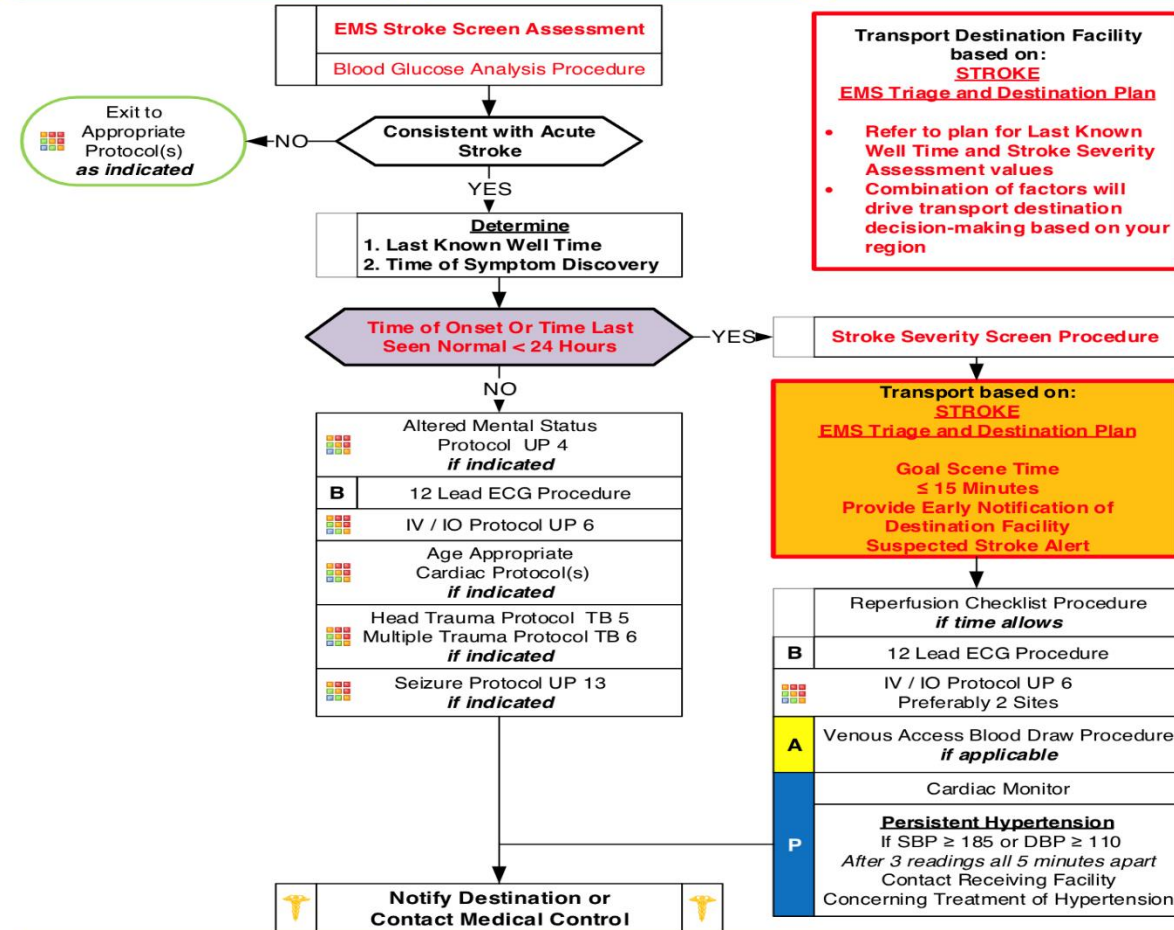 EMS Stroke Screen Assessment
Blood Glucose Analysis Procedure
Exit to
Appropriate
Protocol(s)
as indicated
NO
Consistent with Acute
Stroke
YES
Determine
1. Last Known Well Time
2. Time of Symptom Discovery
Time of Onset Or Time Last
Seen Normal < 24 Hours
YES
NO
Altered Mental Status
Protocol UP 4
if indicated
B
12 Lead ECG Procedure
IV / IO Protocol UP 6
Age Appropriate
Cardiac Protocol(s)
if indicated
Head Trauma Protocol TB 5
Multiple Trauma Protocol TB 6
if indicated
Seizure Protocol UP 13
if indicated
Transport Destination Facility
based on:
STROKE
EMS Triage and Destination Plan
• Refer to plan for Last Known
Well Time and Stroke Severity
Assessment values
• Combination of factors will
drive transport destination
decision-making based on your
region
Stroke Severity Screen Procedure
Transport based on:
STROKE
EMS Triage and Destination Plan
Goal Scene Time
≤ 15 Minutes
Provide Early Notification of
Destination Facility
Suspected Stroke Alert
Reperfusion Checklist Procedure
if time allows
B
12 Lead ECG Procedure
IV / IO Protocol UP 6
Preferably 2 Sites
A
Venous Access Blood Draw Procedure
if applicable
P
Cardiac Monitor
Persistent Hypertension
If SBP ≥ 185 or DBP ≥ 110
After 3 readings all 5 minutes apart
Contact Receiving Facility
Concerning Treatment of Hypertension
Notify Destination or
Contact Medical Control